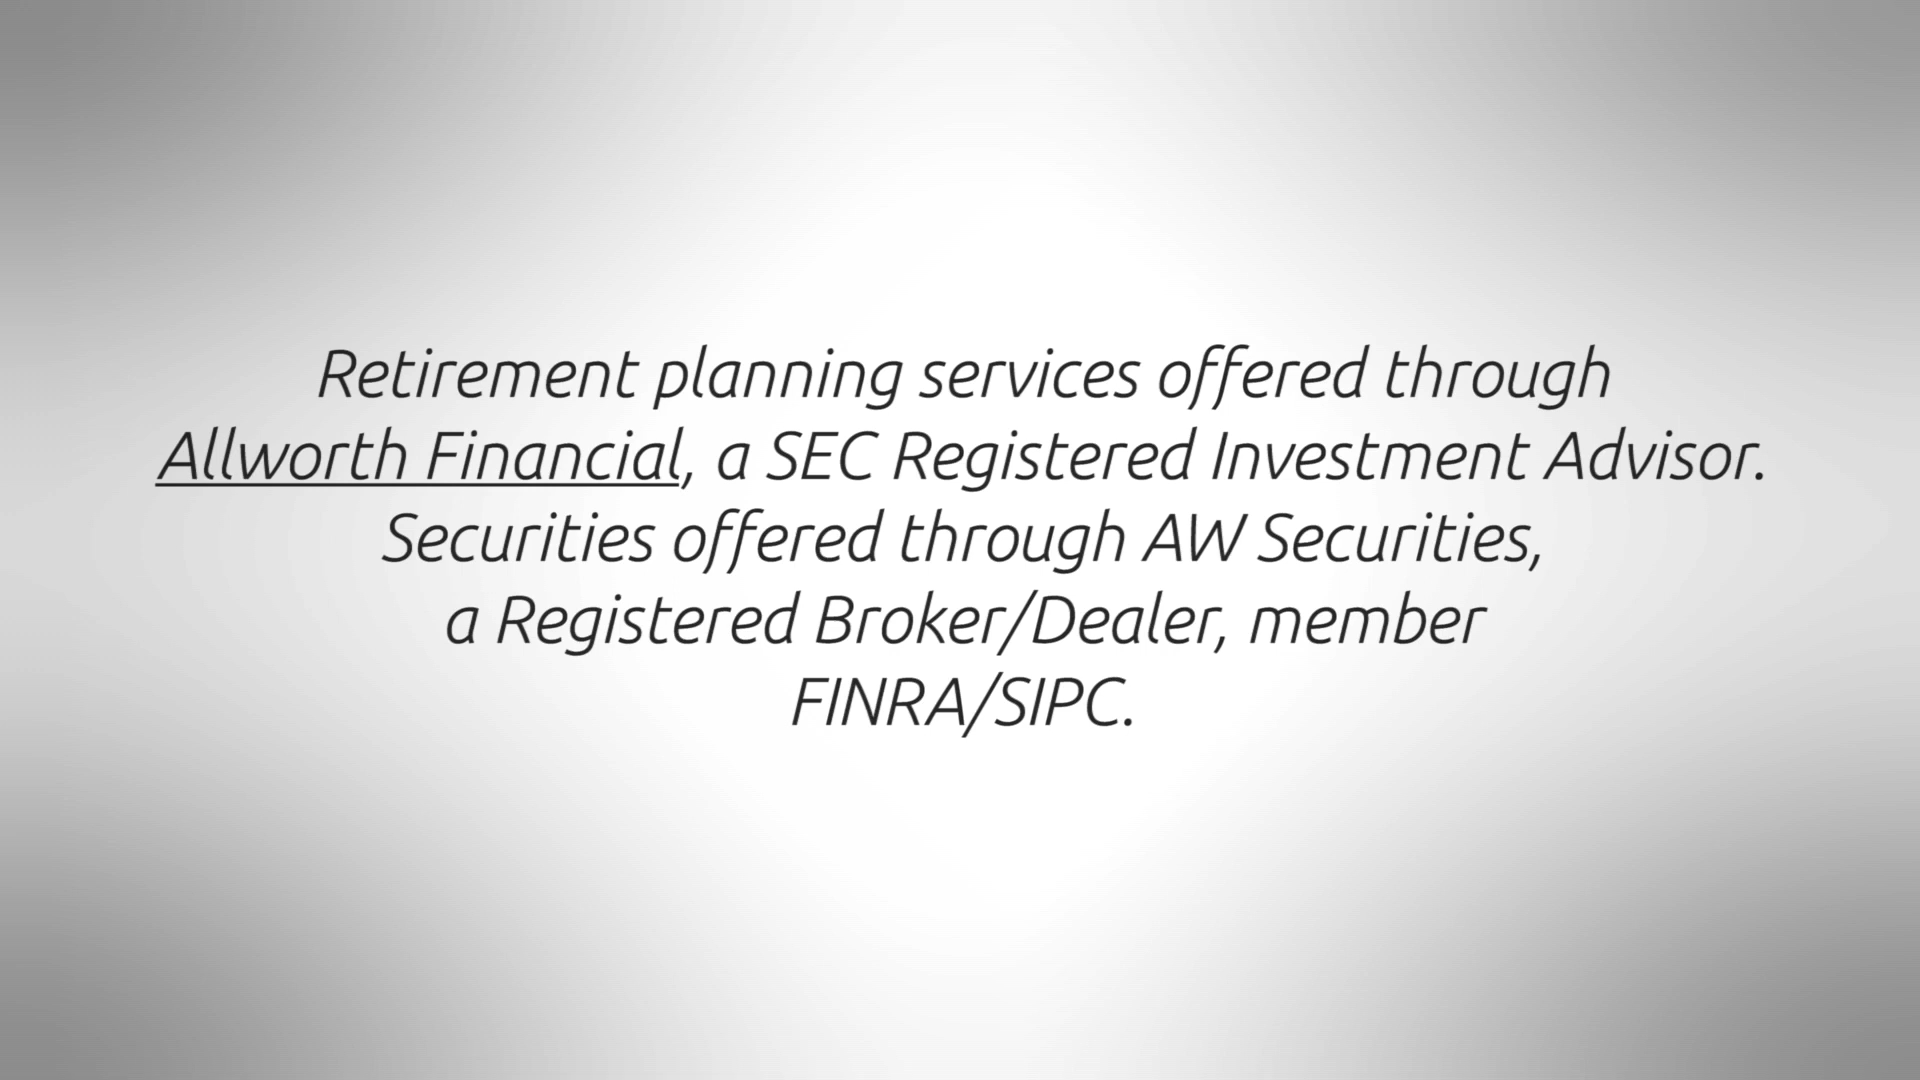 Retirement planning services offered through
Allworth Financial, a SEC Registered Investment Advisor.
Securities offered through AW Securities,
a Registered Broker/Dealer, member
FINRA/SIPC.